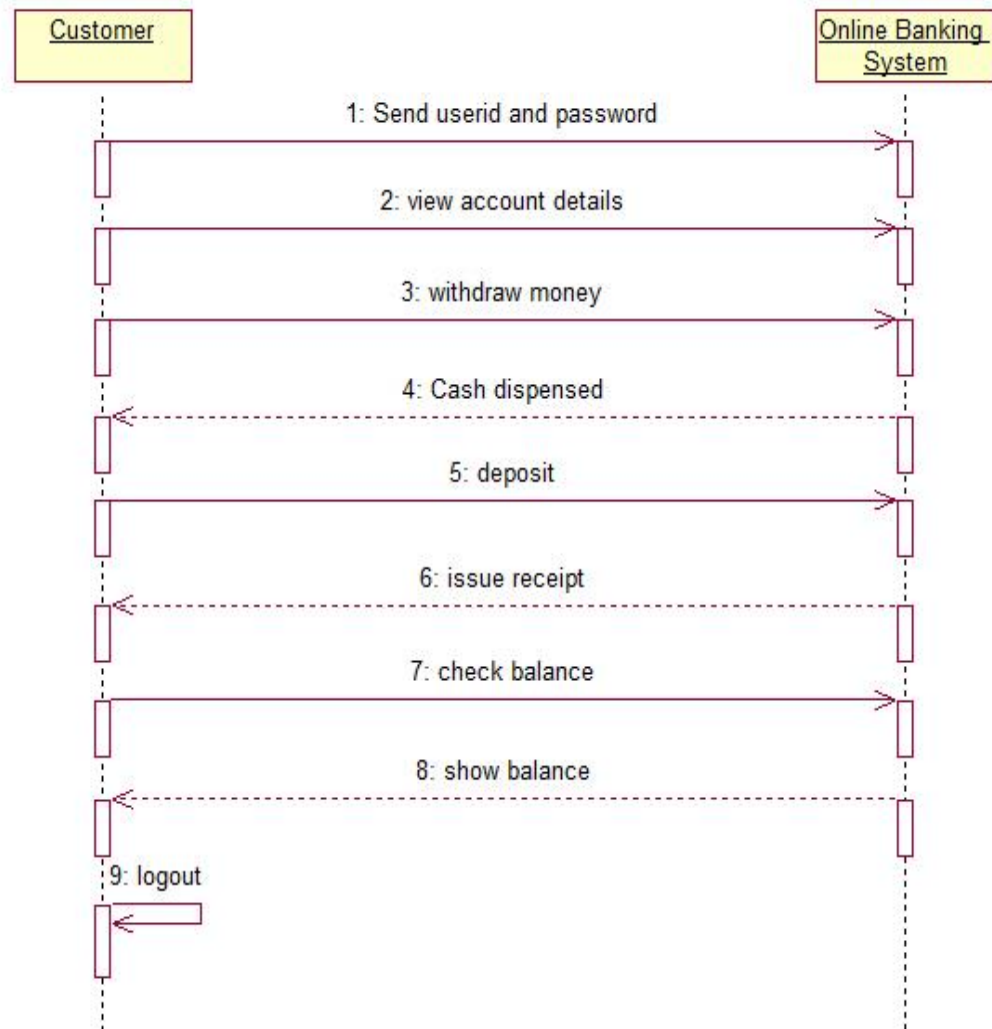 Customer
Online Banking
System
1: Send userid and password
2: view account details
3: withdraw money
4: Cash dispensed
5: deposit
6: issue receipt
7: check balance
8: show balance
9: logout